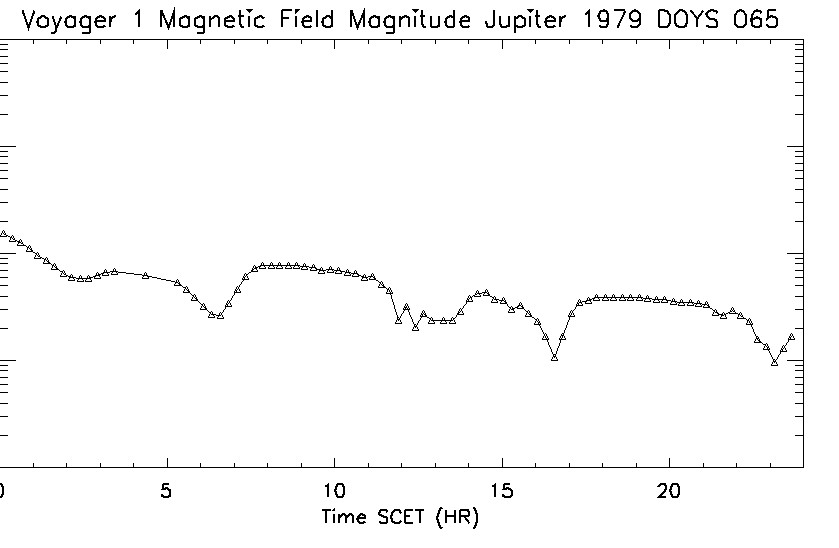 Voyager 1 Magnetic Field Magnitude Jupiter 1979 DOYS 065
0 5 10 15 20
Time SCET (HR)